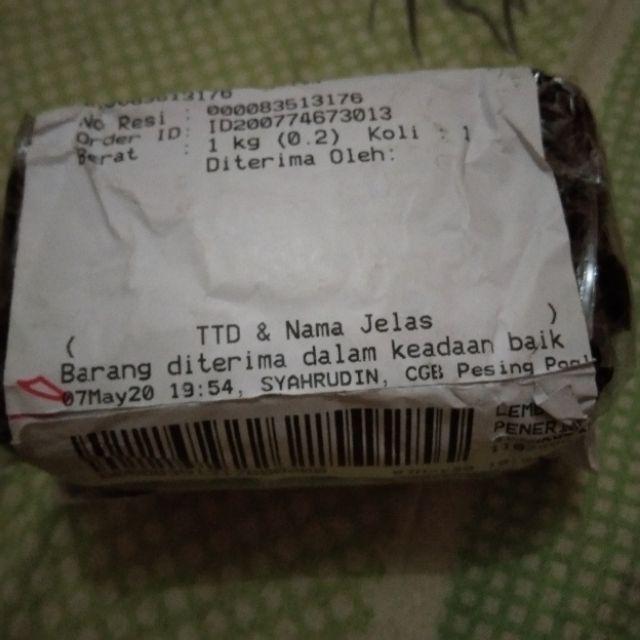 No Resi : 000083513176
Order ID: ID200774673013
Berat : 1 kg (0.2) Koli : 1
Diterima Oleh:
( )
TTD & Nama Jelas
Barang diterima dalam keadaan baik
07May20 19:54, SYAHRUDIN, CGB Pesing